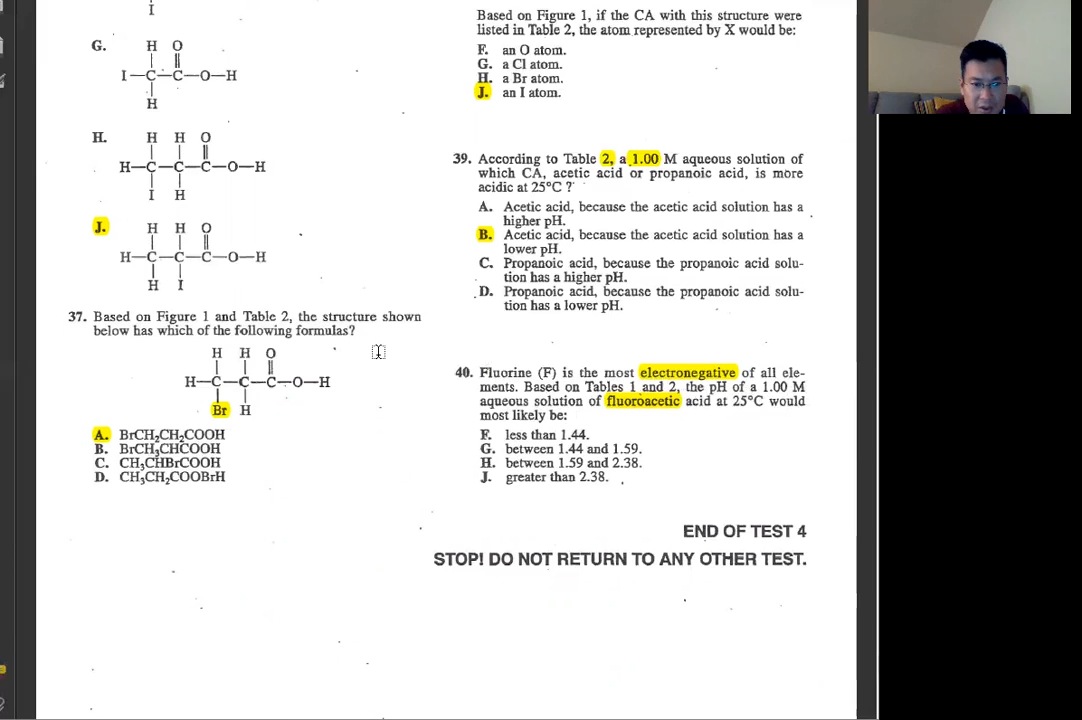 I
G. H O
I—C—C—O—H
H
H. H H O
H—C—C—C—O—H
I H
J. H H O
H—C—C—C—O—H
H I
37. Based on Figure 1 and Table 2, the structure shown
below has which of the following formulas?
H H O
H—C—C—C—O—H
Br H
A. BrCH₂CH₂COOH
B. BrCH₃CHCOOH
C. CH₃CHBrCOOH
D. CH₃CH₂COOBrH
Based on Figure 1, if the CA with this structure were
listed in Table 2, the atom represented by X would be:
F. an O atom.
G. a Cl atom.
H. a Br atom.
J. an I atom.
39. According to Table 2, a 1.00 M aqueous solution of
which CA, acetic acid or propanoic acid, is more
acidic at 25°C ?
A. Acetic acid, because the acetic acid solution has a
higher pH.
B. Acetic acid, because the acetic acid solution has a
lower pH.
C. Propanoic acid, because the propanoic acid solu-
tion has a higher pH.
D. Propanoic acid, because the propanoic acid solu-
tion has a lower pH.
40. Fluorine (F) is the most electronegative of all ele-
ments. Based on Tables 1 and 2, the pH of a 1.00 M
aqueous solution of fluoroacetic acid at 25°C would
most likely be:
F. less than 1.44.
G. between 1.44 and 1.59.
H. between 1.59 and 2.38.
J. greater than 2.38.
END OF TEST 4
STOP! DO NOT RETURN TO ANY OTHER TEST.